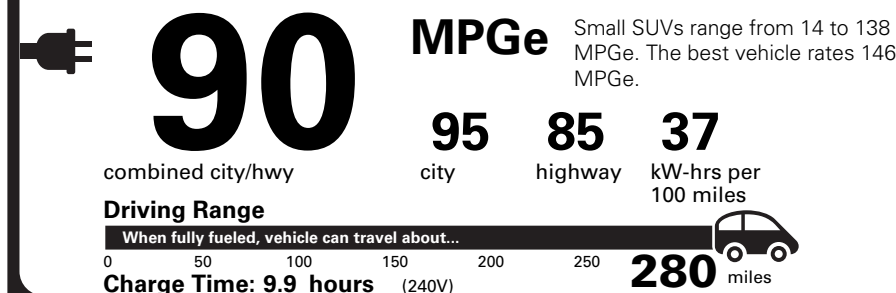 90
MPGe
Small SUVs range from 14 to 138
MPGe. The best vehicle rates 146
MPGe.
95
85
37
combined city/hwy
city
highway
kW-hrs per
100 miles
Driving Range
When fully fueled, vehicle can travel about...
0 50 100 150 200 250 280 miles
Charge Time: 9.9 hours (240V)